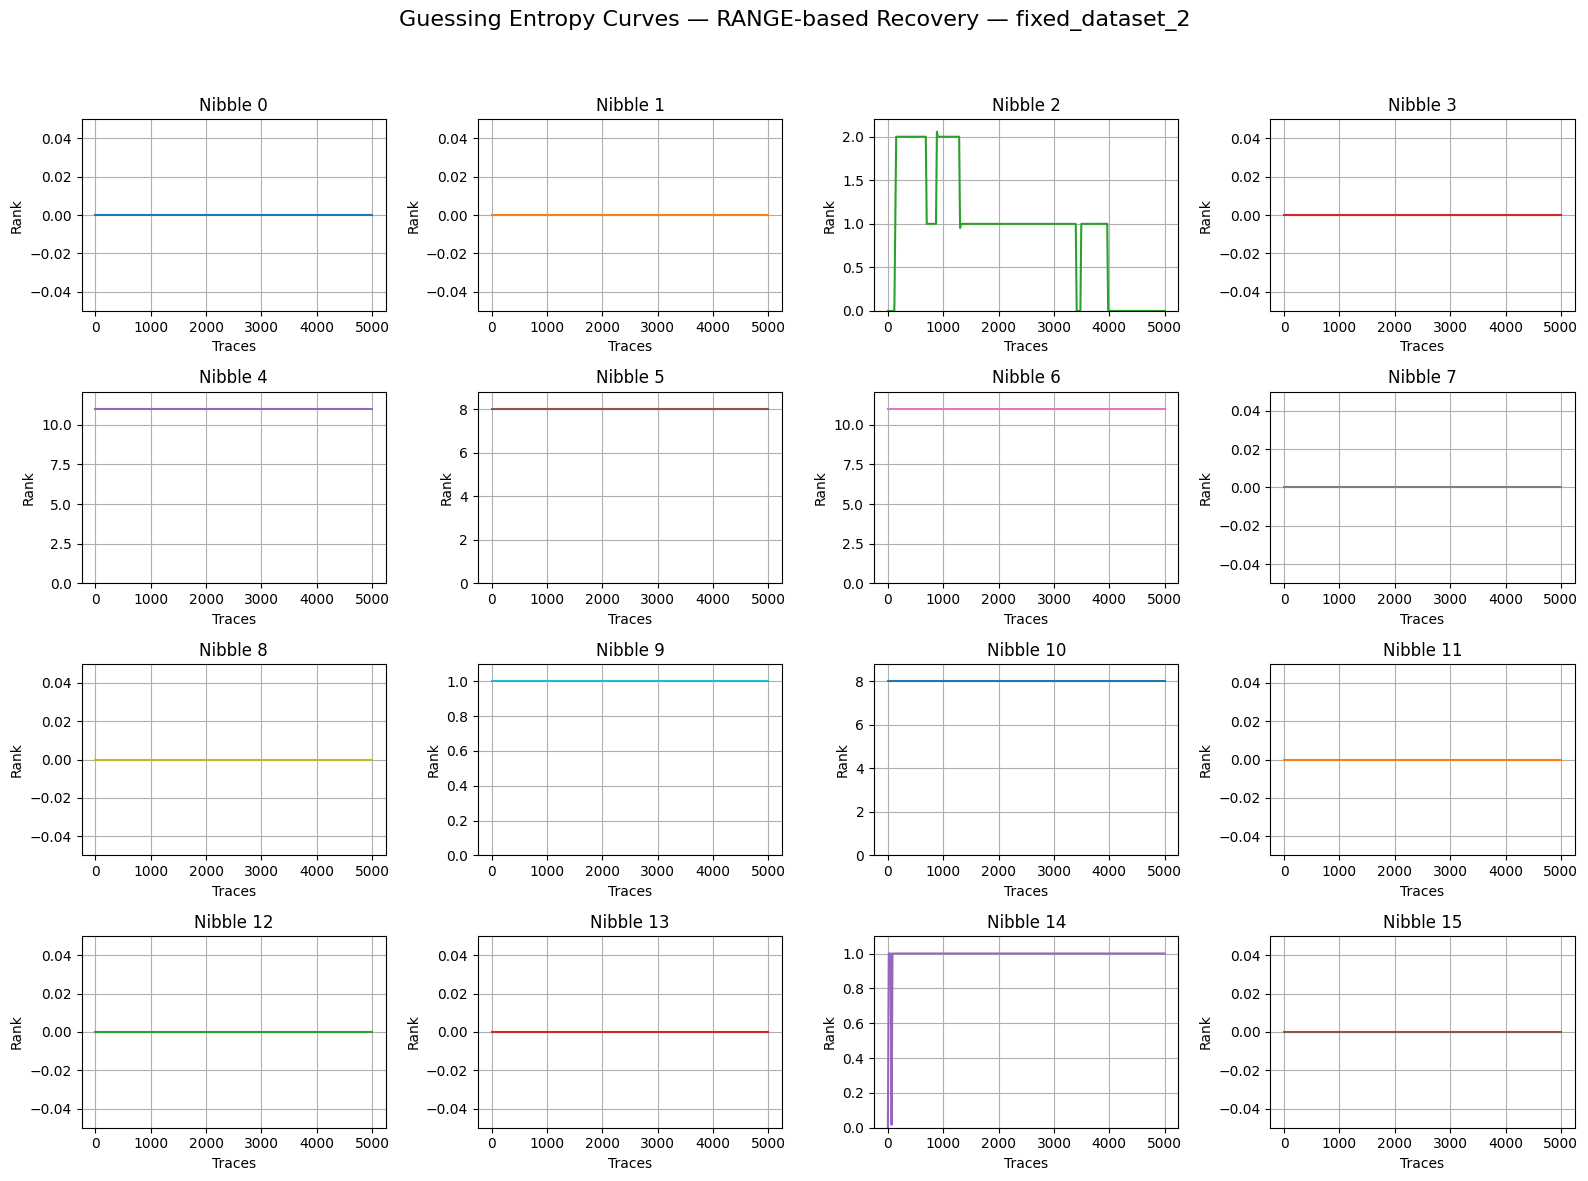 Guessing Entropy Curves — RANGE-based Recovery — fixed_dataset_2
Nibble 0
Rank
0.04
0.02
0.00
−0.02
−0.04
0 1000 2000 3000 4000 5000
Traces
Nibble 1
Rank
0.04
0.02
0.00
−0.02
−0.04
0 1000 2000 3000 4000 5000
Traces
Nibble 2
Rank
2.0
1.5
1.0
0.5
0.0
0 1000 2000 3000 4000 5000
Traces
Nibble 3
Rank
0.04
0.02
0.00
−0.02
−0.04
0 1000 2000 3000 4000 5000
Traces
Nibble 4
Rank
10.0
7.5
5.0
2.5
0.0
0 1000 2000 3000 4000 5000
Traces
Nibble 5
Rank
8
6
4
2
0
0 1000 2000 3000 4000 5000
Traces
Nibble 6
Rank
10.0
7.5
5.0
2.5
0.0
0 1000 2000 3000 4000 5000
Traces
Nibble 7
Rank
0.04
0.02
0.00
−0.02
−0.04
0 1000 2000 3000 4000 5000
Traces
Nibble 8
Rank
0.04
0.02
0.00
−0.02
−0.04
0 1000 2000 3000 4000 5000
Traces
Nibble 9
Rank
1.0
0.8
0.6
0.4
0.2
0.0
0 1000 2000 3000 4000 5000
Traces
Nibble 10
Rank
8
6
4
2
0
0 1000 2000 3000 4000 5000
Traces
Nibble 11
Rank
0.04
0.02
0.00
−0.02
−0.04
0 1000 2000 3000 4000 5000
Traces
Nibble 12
Rank
0.04
0.02
0.00
−0.02
−0.04
0 1000 2000 3000 4000 5000
Traces
Nibble 13
Rank
0.04
0.02
0.00
−0.02
−0.04
0 1000 2000 3000 4000 5000
Traces
Nibble 14
Rank
1.0
0.8
0.6
0.4
0.2
0.0
0 1000 2000 3000 4000 5000
Traces
Nibble 15
Rank
0.04
0.02
0.00
−0.02
−0.04
0 1000 2000 3000 4000 5000
Traces